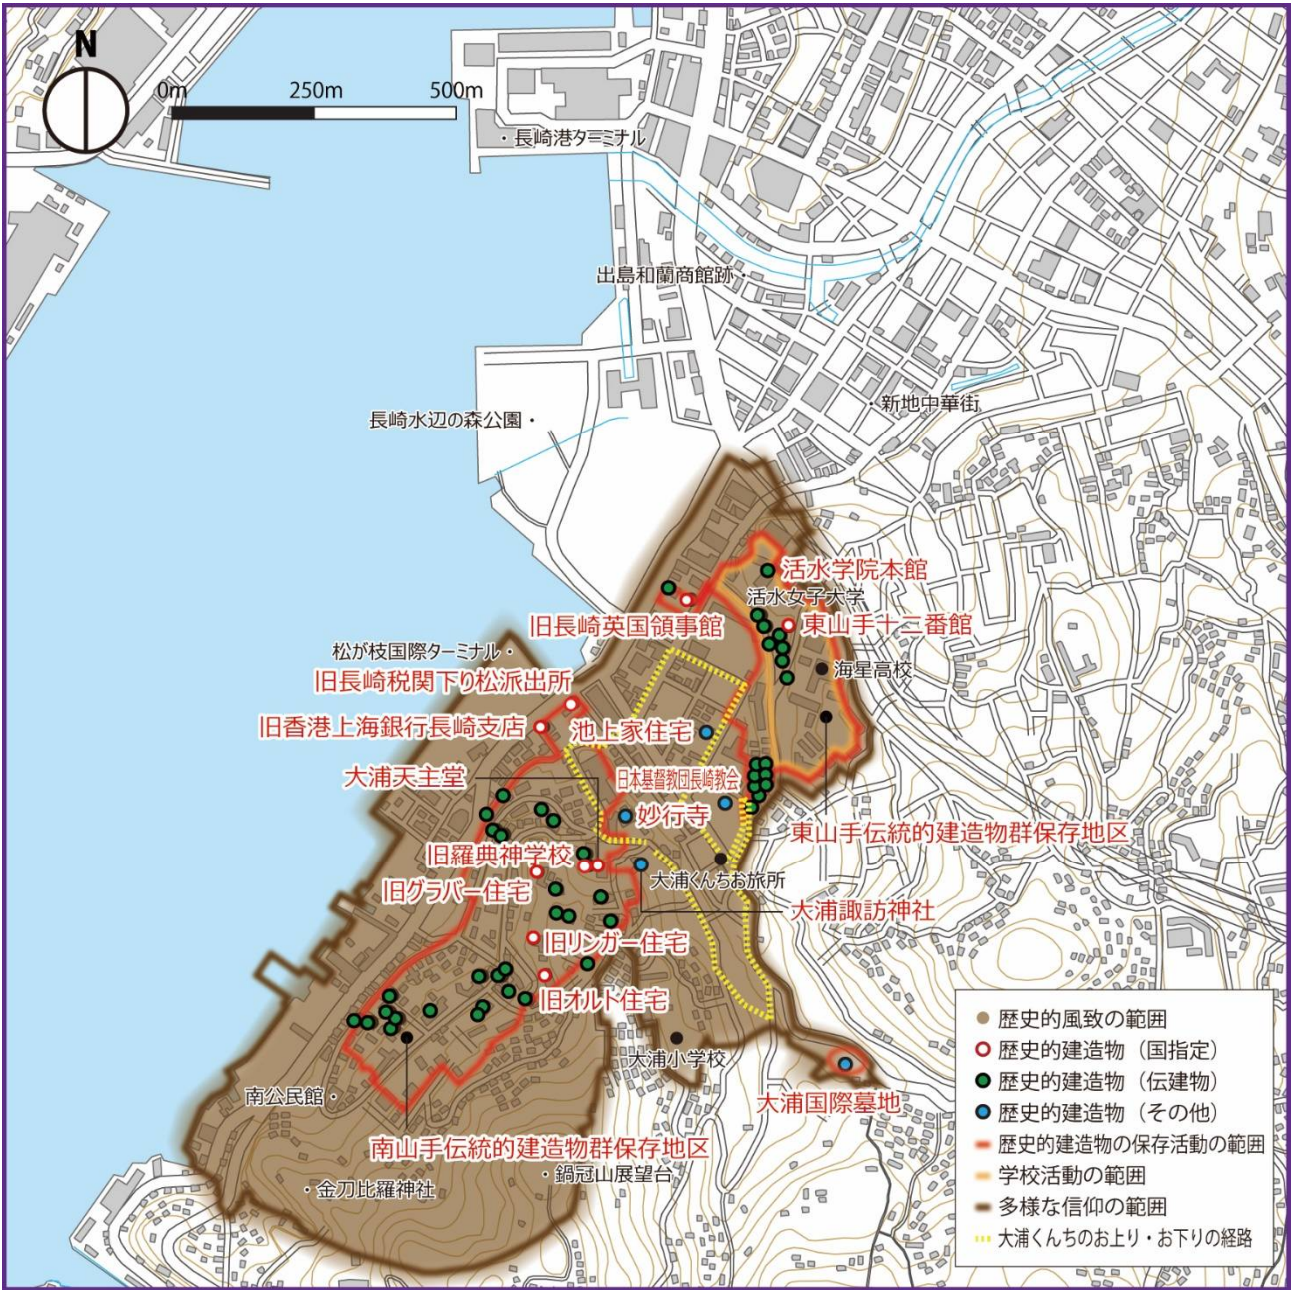 N
0m 250m 500m
・長崎港ターミナル
出島和蘭商館跡・
・新地中華街
長崎水辺の森公園・
活水学院本館
活水女子大学
旧長崎英国領事館
東山手十二番館
松が枝国際ターミナル・
海星高校
旧長崎税関下り松派出所
旧香港上海銀行長崎支店
池上家住宅
大浦天主堂
日本基督教団長崎教会
妙行寺
東山手伝統的建造物群保存地区
旧羅典神学校
大浦くんちお旅所
旧グラバー住宅
大浦諏訪神社
旧リンガー住宅
旧オルト住宅
大浦小学校
南公民館・
大浦国際墓地
南山手伝統的建造物群保存地区
・鍋冠山展望台
・金刀比羅神社
歴史的風致の範囲
歴史的建造物（国指定）
歴史的建造物（伝建物）
歴史的建造物（その他）
歴史的建造物の保存活動の範囲
学校活動の範囲
多様な信仰の範囲
大浦くんちのお上り・お下りの経路